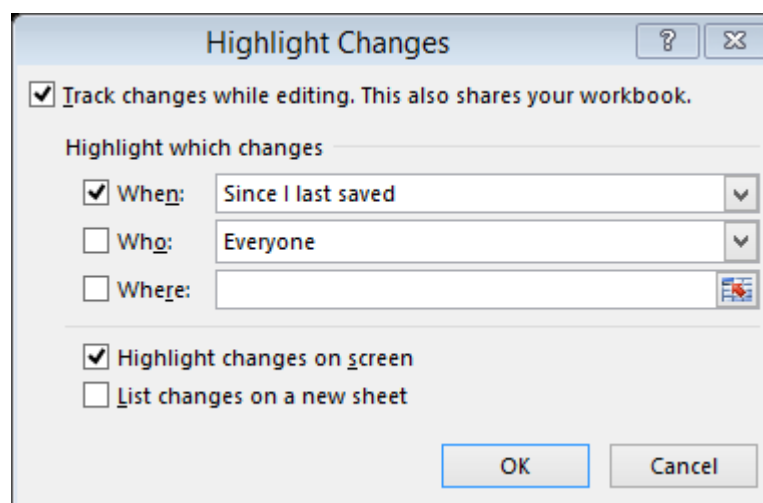 Highlight Changes
Track changes while editing. This also shares your workbook.
Highlight which changes
When: Since I last saved
Who: Everyone
Where:
Highlight changes on screen
List changes on a new sheet
OK Cancel